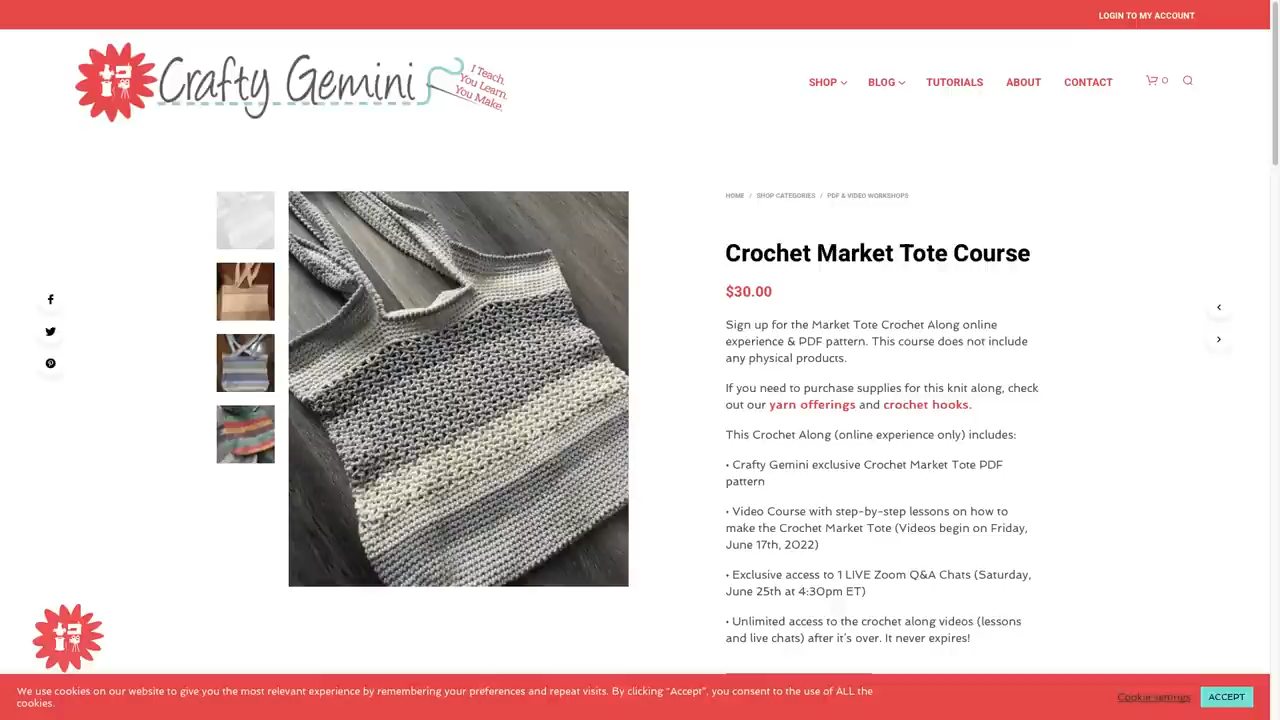 LOGIN TO MY ACCOUNT
Crafty Gemini
I Teach.
You Learn.
You Make.
SHOP
BLOG
TUTORIALS
ABOUT
CONTACT
0
HOME / SHOP CATEGORIES / PDF & VIDEO WORKSHOPS
Crochet Market Tote Course
$30.00
Sign up for the Market Tote Crochet Along online
experience & PDF pattern. This course does not include
any physical products.
If you need to purchase supplies for this knit along, check
out our yarn offerings and crochet hooks.
This Crochet Along (online experience only) includes:
• Crafty Gemini exclusive Crochet Market Tote PDF
pattern
• Video Course with step-by-step lessons on how to
make the Crochet Market Tote (Videos begin on Friday,
June 17th, 2022)
• Exclusive access to 1 LIVE Zoom Q&A Chats (Saturday,
June 25th at 4:30pm ET)
• Unlimited access to the crochet along videos (lessons
and live chats) after it's over. It never expires!
We use cookies on our website to give you the most relevant experience by remembering your preferences and repeat visits. By clicking “Accept”, you consent to the use of ALL the
cookies.
Cookie settings
ACCEPT